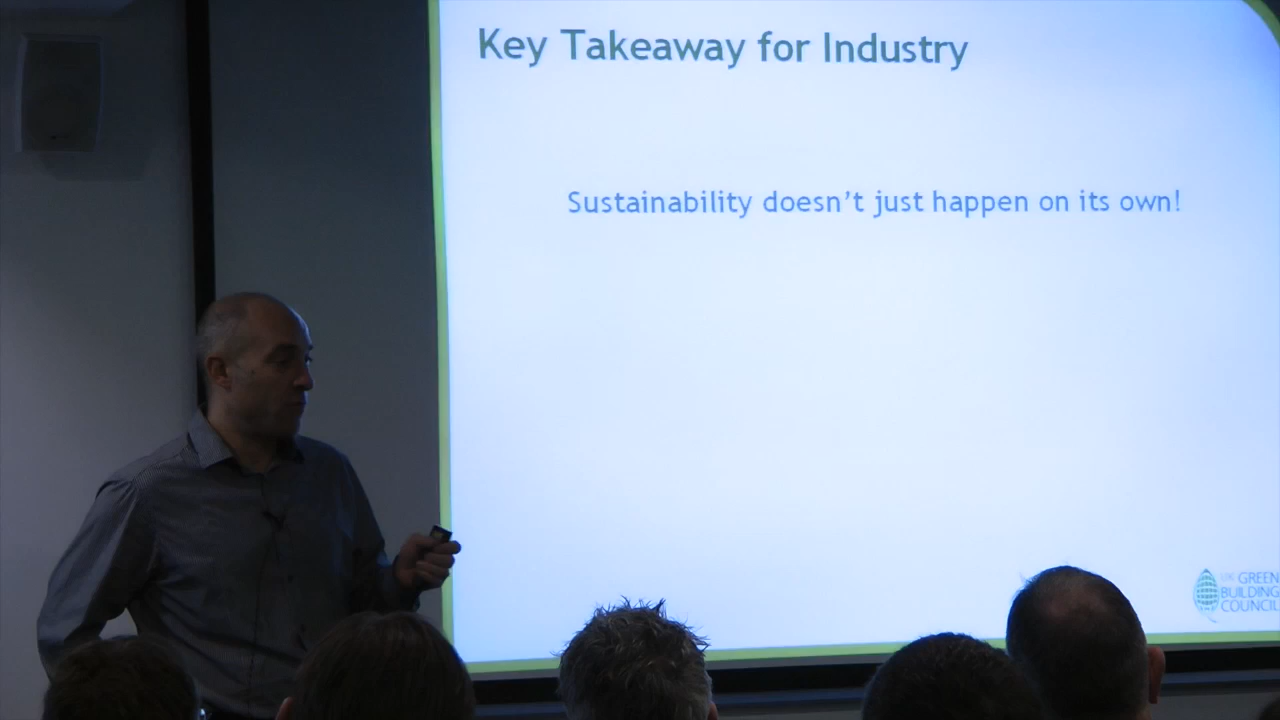 Key Takeaway for Industry
Sustainability doesn't just happen on its own!
UK GREEN
BUILDING
COUNCIL